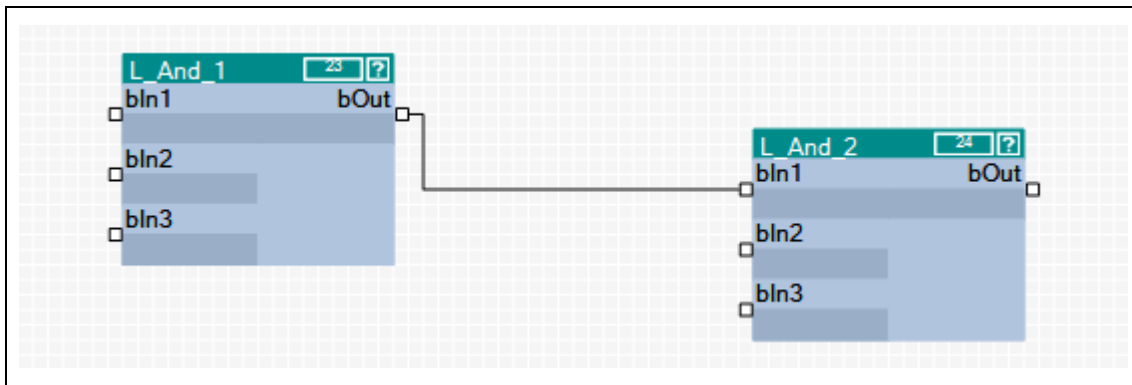 L_And_1 23 ?
bIn1 bOut
bIn2
bIn3
L_And_2 24 ?
bIn1 bOut
bIn2
bIn3